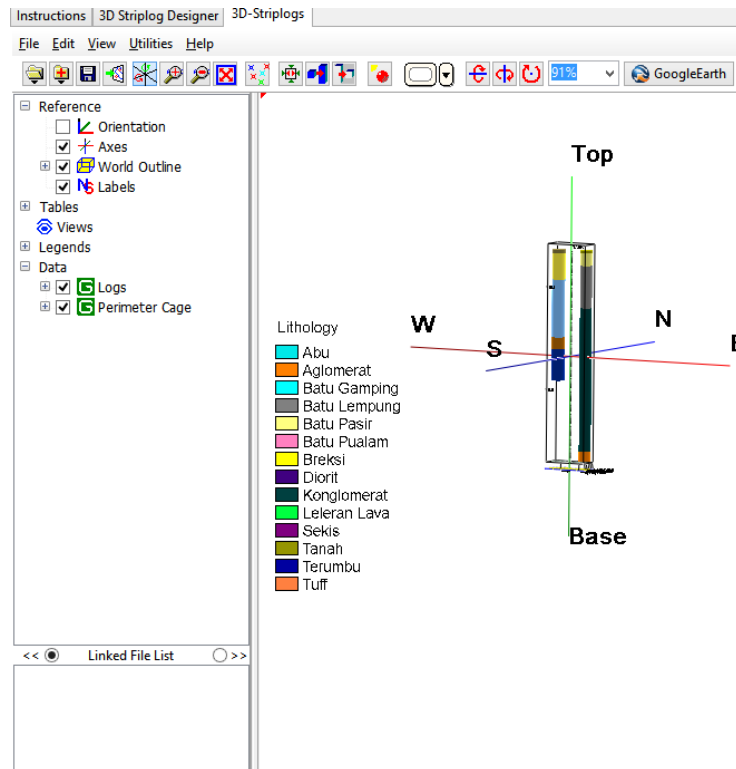 Instructions 3D Striplog Designer 3D-Striplogs
File Edit View Utilities Help
91% GoogleEarth
Reference
Orientation
Axes
World Outline
Labels
Tables
Views
Legends
Data
Logs
Perimeter Cage
<< Linked File List >>
Top
N
W
S
E
Base
Lithology
Abu
Aglomerat
Batu Gamping
Batu Lempung
Batu Pasir
Batu Pualam
Breksi
Diorit
Konglomerat
Leleran Lava
Sekis
Tanah
Terumbu
Tuff